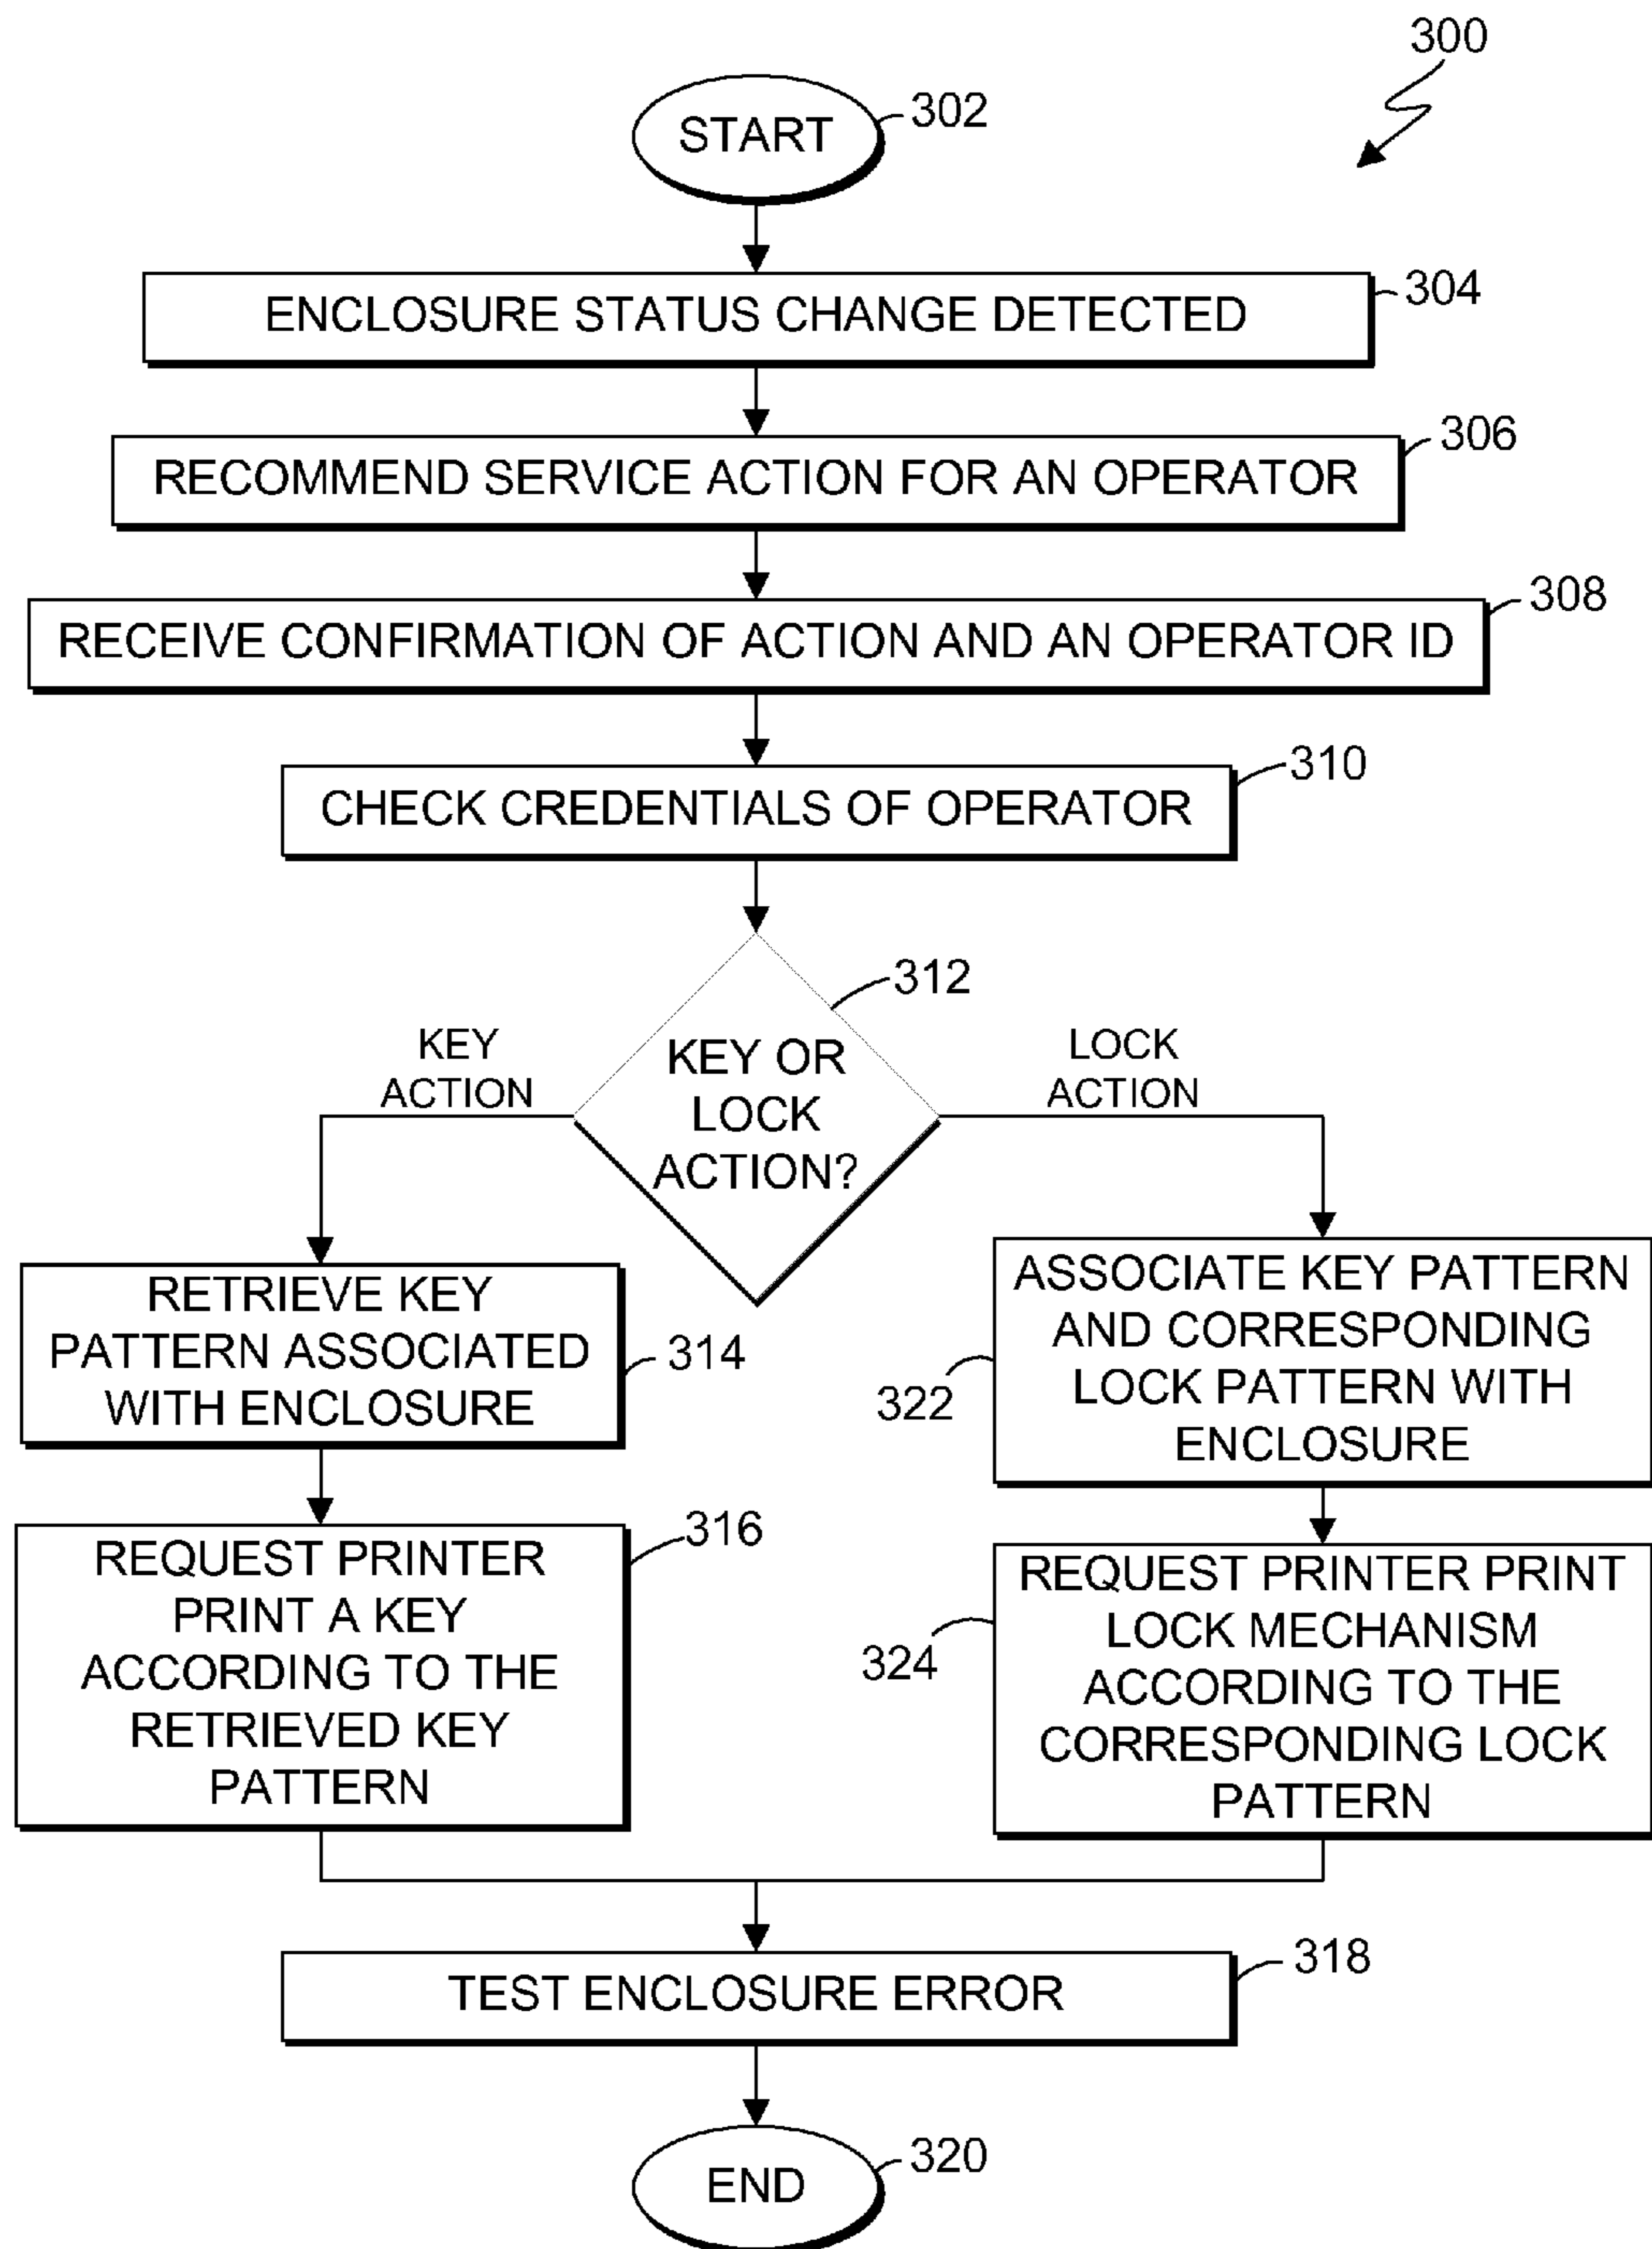 300
START
302
ENCLOSURE STATUS CHANGE DETECTED
304
RECOMMEND SERVICE ACTION FOR AN OPERATOR
306
RECEIVE CONFIRMATION OF ACTION AND AN OPERATOR ID
308
CHECK CREDENTIALS OF OPERATOR
310
312
KEY OR
LOCK
ACTION?
KEY
ACTION
LOCK
ACTION
RETRIEVE KEY
PATTERN ASSOCIATED
WITH ENCLOSURE
314
REQUEST PRINTER
PRINT A KEY
ACCORDING TO THE
RETRIEVED KEY
PATTERN
316
ASSOCIATE KEY PATTERN
AND CORRESPONDING
LOCK PATTERN WITH
ENCLOSURE
322
REQUEST PRINTER PRINT
LOCK MECHANISM
ACCORDING TO THE
CORRESPONDING LOCK
PATTERN
324
TEST ENCLOSURE ERROR
318
END
320